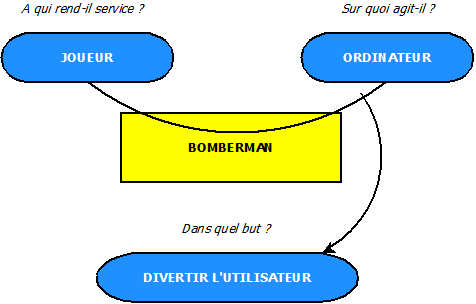 A qui rend-il service ?
Sur quoi agit-il ?
JOUEUR
ORDINATEUR
BOMBERMAN
Dans quel but ?
DIVERTIR L'UTILISATEUR